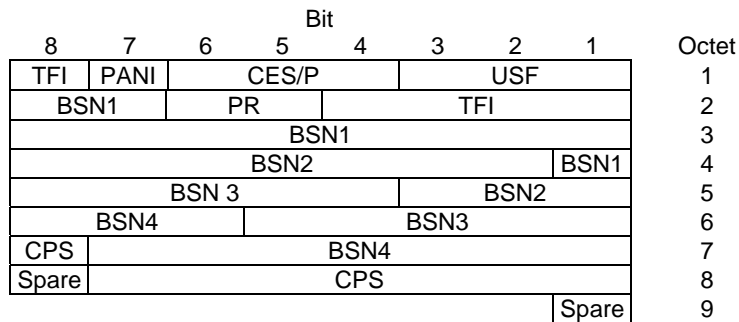 Bit
8 7 6 5 4 3 2 1 Octet
TFI PANI CES/P USF 1
BSN1 PR TFI 2
BSN1 3
BSN2 BSN1 4
BSN 3 BSN2 5
BSN4 BSN3 6
CPS BSN4 7
Spare CPS 8
Spare 9